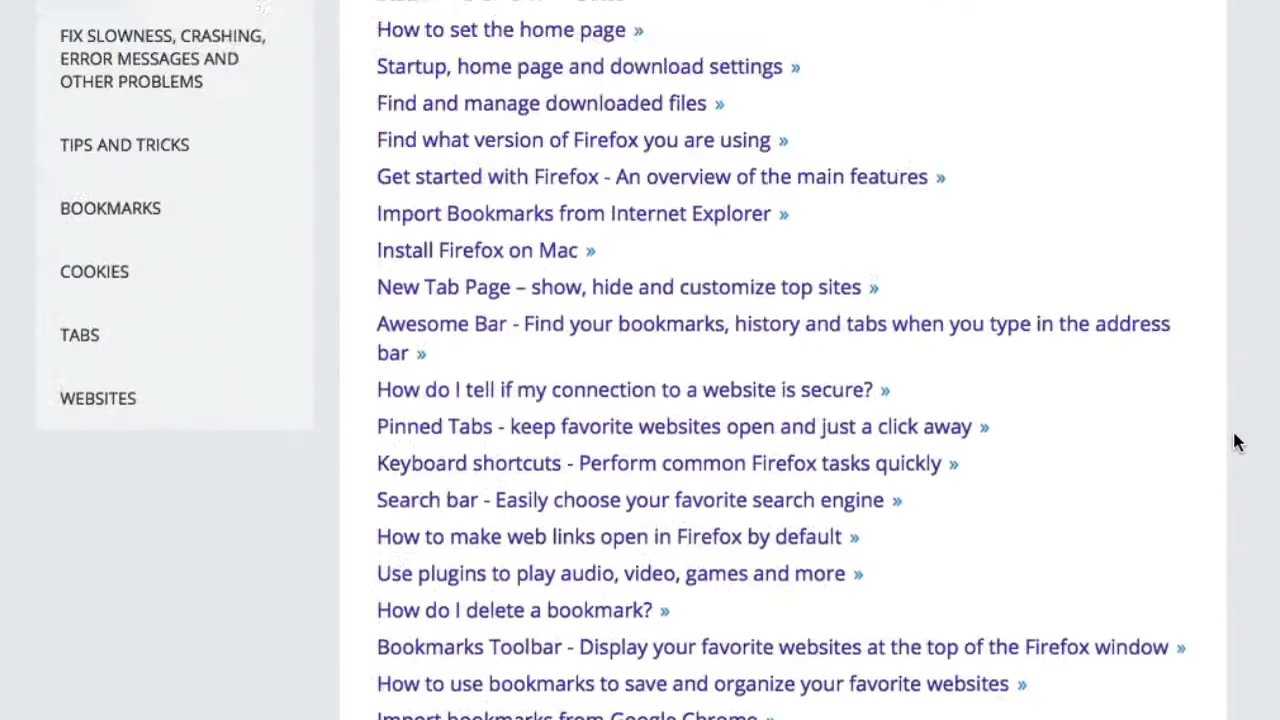 FIX SLOWNESS, CRASHING,
ERROR MESSAGES AND
OTHER PROBLEMS
TIPS AND TRICKS
BOOKMARKS
COOKIES
TABS
WEBSITES
How to set the home page »
Startup, home page and download settings »
Find and manage downloaded files »
Find what version of Firefox you are using »
Get started with Firefox - An overview of the main features »
Import Bookmarks from Internet Explorer »
Install Firefox on Mac »
New Tab Page – show, hide and customize top sites »
Awesome Bar - Find your bookmarks, history and tabs when you type in the address
bar »
How do I tell if my connection to a website is secure? »
Pinned Tabs - keep favorite websites open and just a click away »
Keyboard shortcuts - Perform common Firefox tasks quickly »
Search bar - Easily choose your favorite search engine »
How to make web links open in Firefox by default »
Use plugins to play audio, video, games and more »
How do I delete a bookmark? »
Bookmarks Toolbar - Display your favorite websites at the top of the Firefox window »
How to use bookmarks to save and organize your favorite websites »
Import bookmarks from Google Chrome »